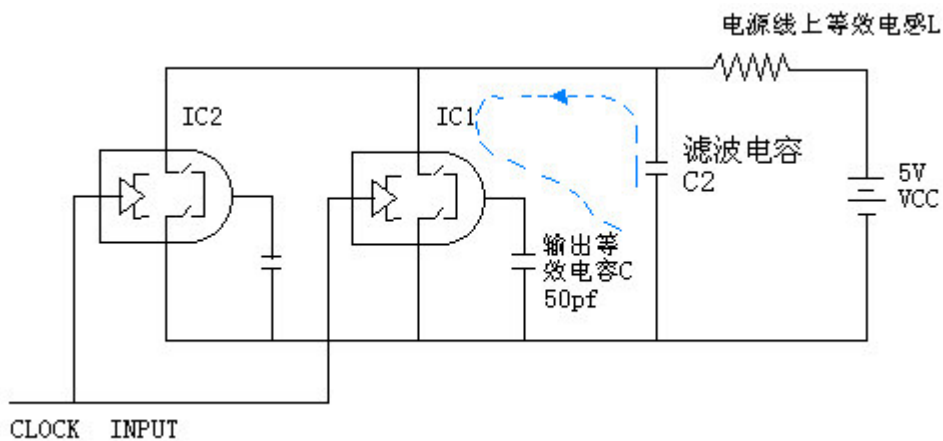 电源线上等效电感L
IC2
IC1
滤波电容
C2
5V
VCC
输出等
效电容C
50pf
CLOCK INPUT